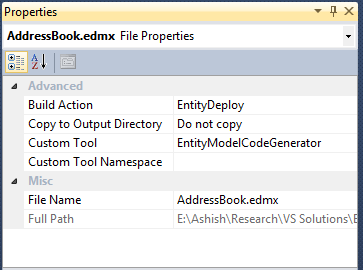 Properties
AddressBook.edmx File Properties
Advanced
Build Action EntityDeploy
Copy to Output Directory Do not copy
Custom Tool EntityModelCodeGenerator
Custom Tool Namespace
Misc
File Name AddressBook.edmx
Full Path E:\Ashish\Research\VS Solutions\E